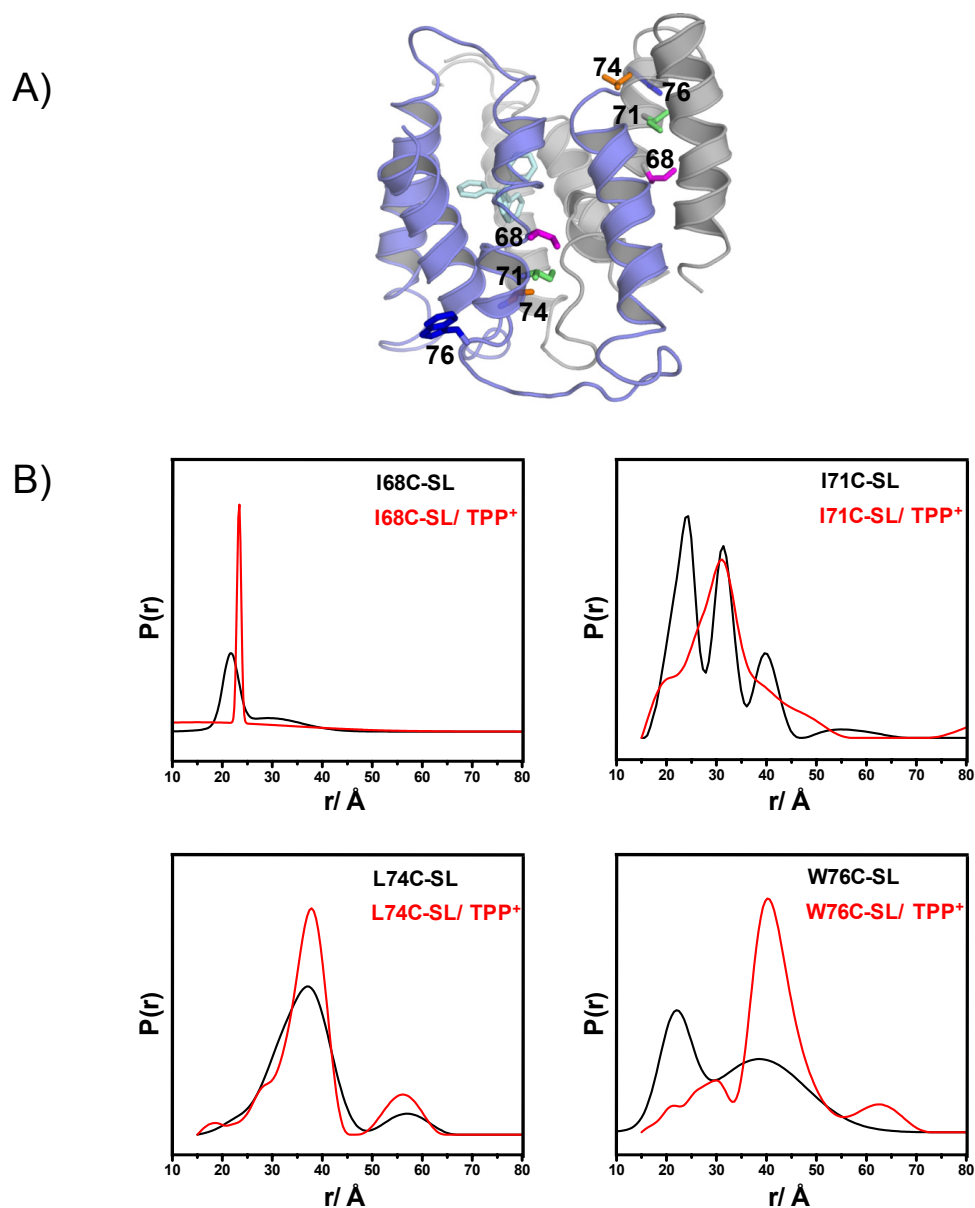 A)
74
76
71
68
68
71
74
76
B)
I68C-SL
I68C-SL/ TPP⁺
P(r)
10 20 30 40 50 60 70 80
r/ Å
I71C-SL
I71C-SL/ TPP⁺
P(r)
10 20 30 40 50 60 70 80
r/ Å
L74C-SL
L74C-SL/ TPP⁺
P(r)
10 20 30 40 50 60 70 80
r/ Å
W76C-SL
W76C-SL/ TPP⁺
P(r)
10 20 30 40 50 60 70 80
r/ Å